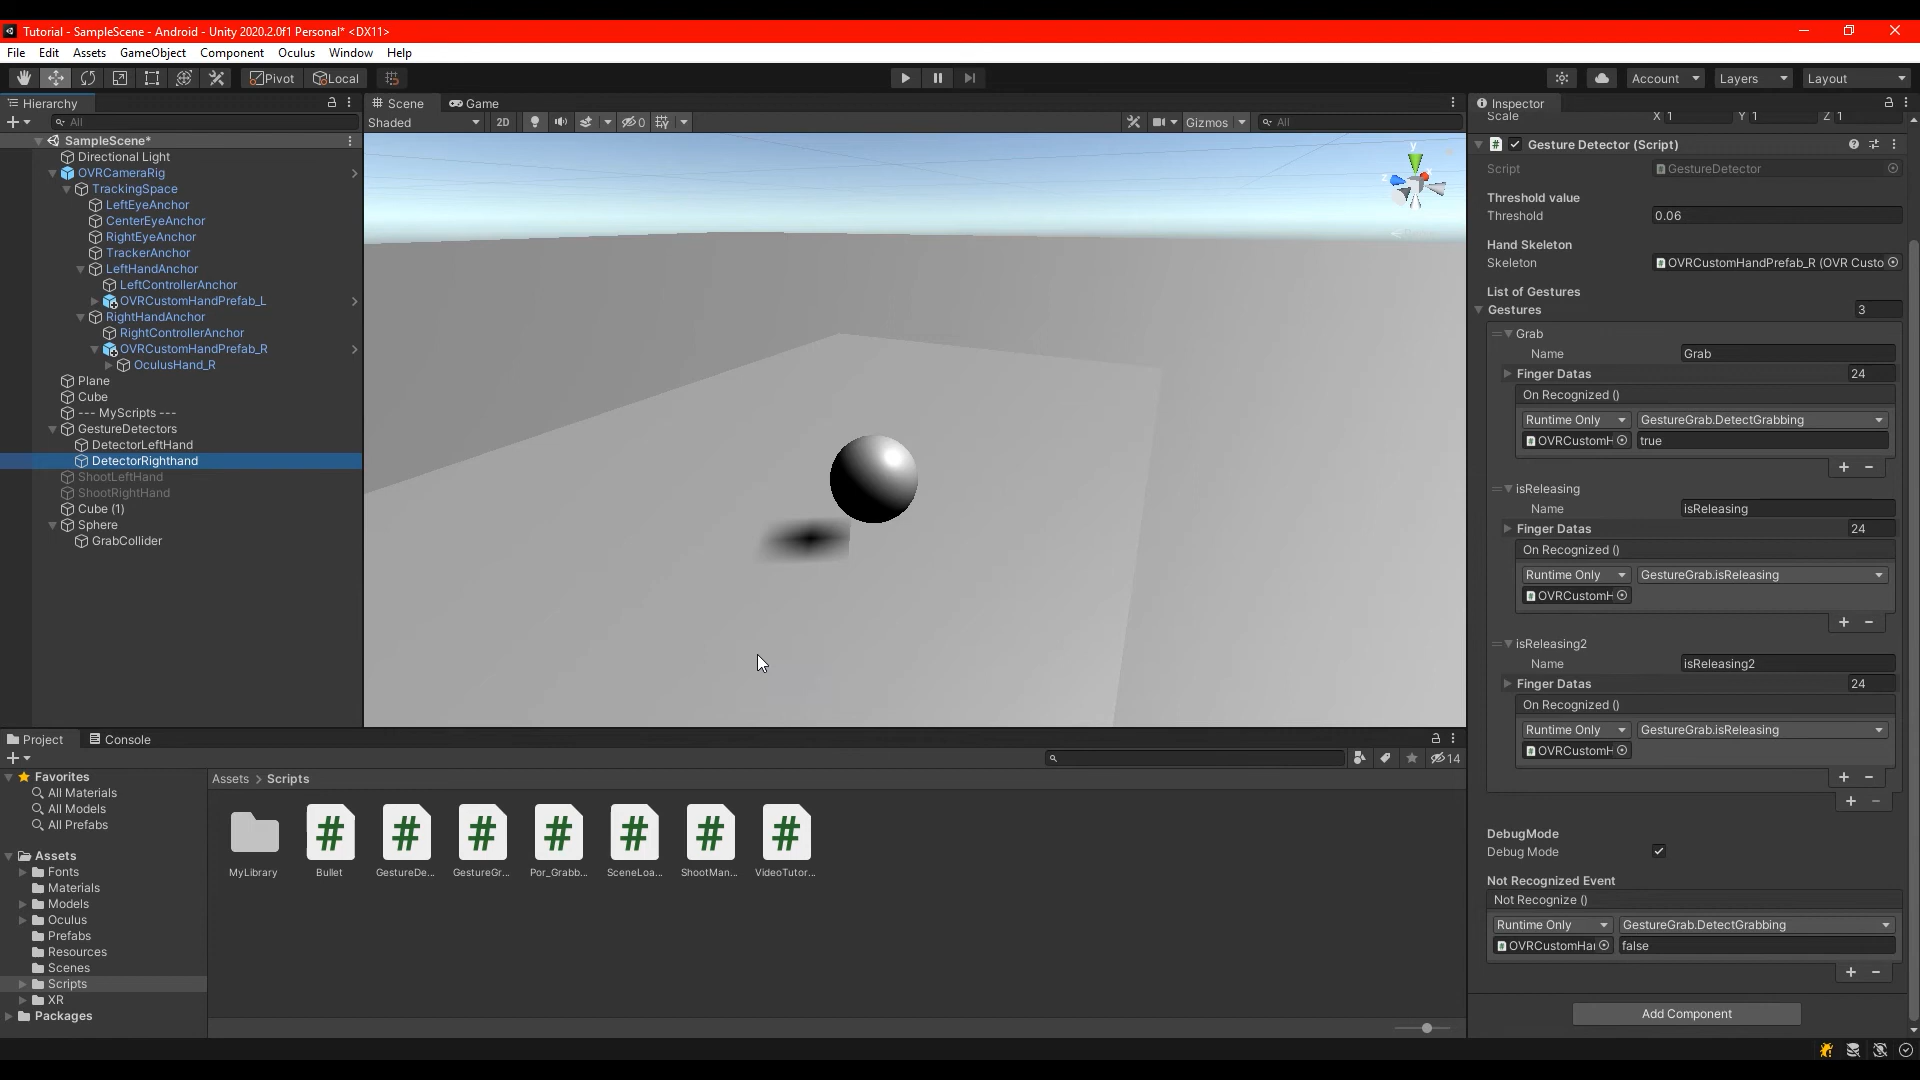 Tutorial - SampleScene - Android - Unity 2020.2.0f1 Personal* <DX11>
File Edit Assets GameObject Component Oculus Window Help
Pivot Local Account Layers Layout
Hierarchy
All
SampleScene*
Directional Light
OVRCameraRig
TrackingSpace
LeftEyeAnchor
CenterEyeAnchor
RightEyeAnchor
TrackerAnchor
LeftHandAnchor
LeftControllerAnchor
OVRCustomHandPrefab_L
RightHandAnchor
RightControllerAnchor
OVRCustomHandPrefab_R
OculusHand_R
Plane
Cube
--- MyScripts ---
GestureDetectors
DetectorLeftHand
DetectorRighthand
ShootLeftHand
ShootRightHand
Cube (1)
Sphere
GrabCollider
Scene Game
Shaded 2D 0 Gizmos All
y
z
Inspector
Scale X 1 Y 1 Z 1
# Gesture Detector (Script)
Script GestureDetector
Threshold value
Threshold 0.06
Hand Skeleton
Skeleton OVRCustomHandPrefab_R (OVR Custo
List of Gestures
Gestures 3
Grab
Name Grab
Finger Datas 24
On Recognized ()
Runtime Only GestureGrab.DetectGrabbing
OVRCustomH true
+ −
isReleasing
Name isReleasing
Finger Datas 24
On Recognized ()
Runtime Only GestureGrab.isReleasing
OVRCustomH
+ −
isReleasing2
Name isReleasing2
Finger Datas 24
On Recognized ()
Runtime Only GestureGrab.isReleasing
OVRCustomH
+ −
+ −
DebugMode
Debug Mode
Not Recognized Event
Not Recognize ()
Runtime Only GestureGrab.DetectGrabbing
OVRCustomHai false
+ −
Add Component
Project Console
14
Favorites
All Materials
All Models
All Prefabs
Assets
Fonts
Materials
Models
Oculus
Prefabs
Resources
Scenes
Scripts
XR
Packages
Assets > Scripts
# # # # # # #
MyLibrary Bullet GestureDe... GestureGr... Por_Grabb... SceneLoa... ShootMan... VideoTutor...